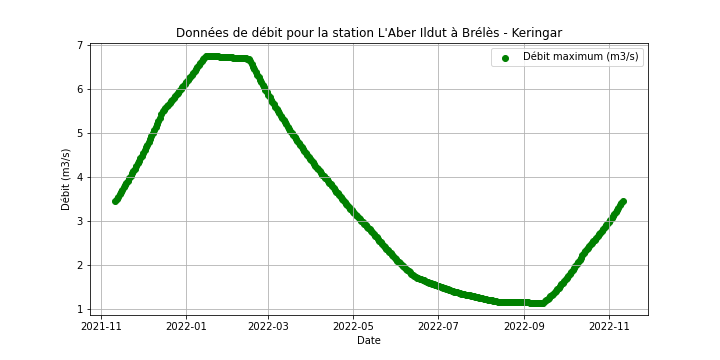 Données de débit pour la station L'Aber Ildut à Brélès - Keringar
Débit maximum (m3/s)
7
6
5
4
3
2
1
Débit (m3/s)
2021-11 2022-01 2022-03 2022-05 2022-07 2022-09 2022-11
Date